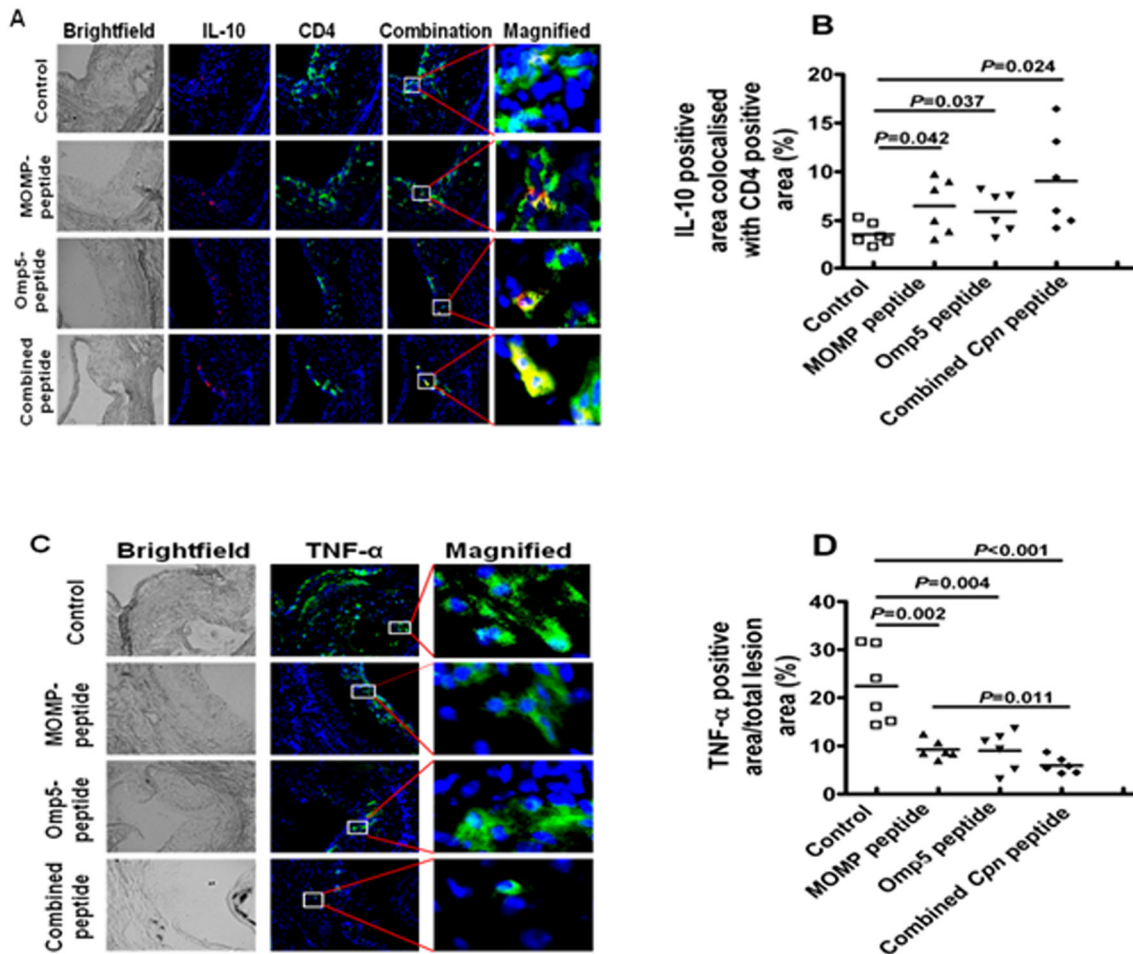 A
Brightfield IL-10 CD4 Combination Magnified
Control
MOMP-
peptide
Omp5-
peptide
Combined
peptide
B
P=0.024
P=0.037
P=0.042
IL-10 positive
area colocalised
with CD4 positive
area (%)
20
15
10
5
0
Control
MOMP peptide
Omp5 peptide
Combined Cpn peptide
C
Brightfield TNF-α Magnified
Control
MOMP-
peptide
Omp5-
peptide
Combined
peptide
D
P<0.001
P=0.004
P=0.002
P=0.011
TNF-α positive
area/total lesion
area (%)
40
30
20
10
0
Control
MOMP peptide
Omp5 peptide
Combined Cpn peptide